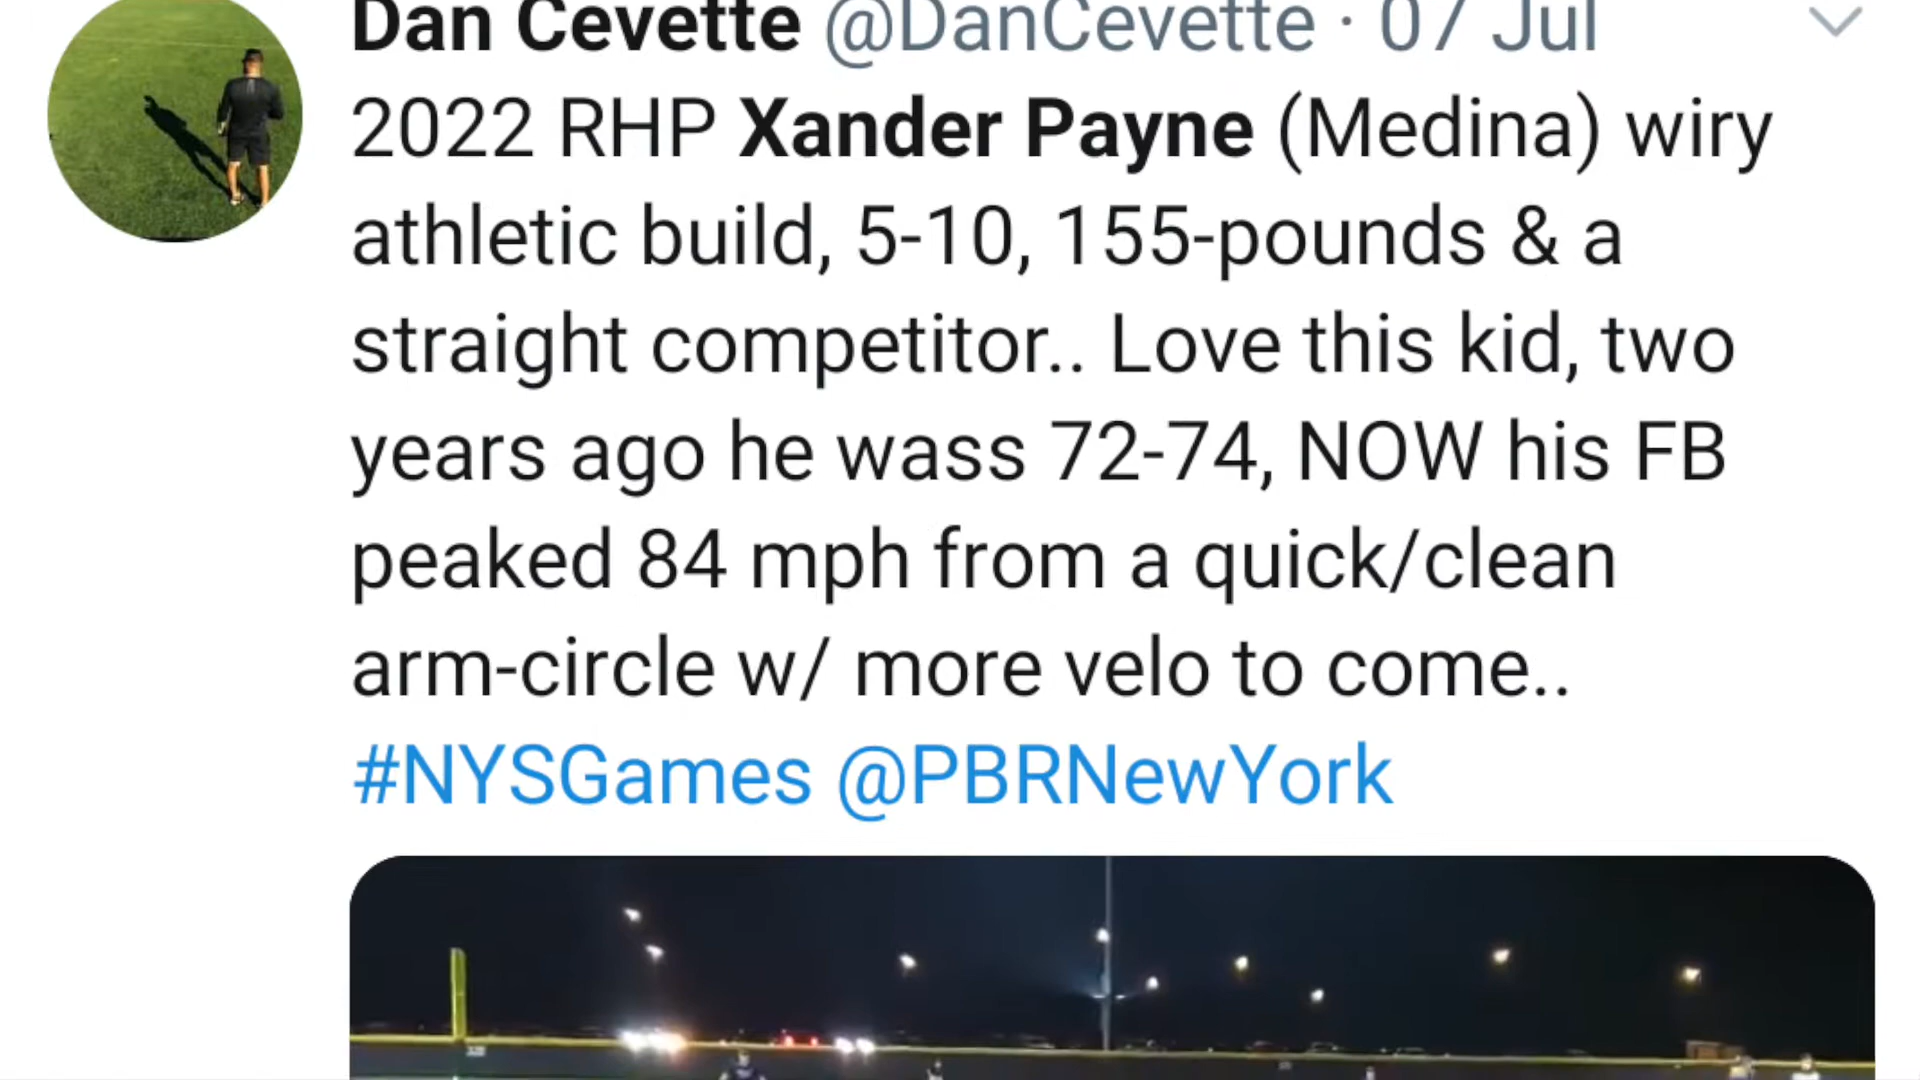 Dan Cevette @DanCevette · 07 Jul
2022 RHP Xander Payne (Medina) wiry
athletic build, 5-10, 155-pounds & a
straight competitor.. Love this kid, two
years ago he wass 72-74, NOW his FB
peaked 84 mph from a quick/clean
arm-circle w/ more velo to come..
#NYSGames @PBRNewYork